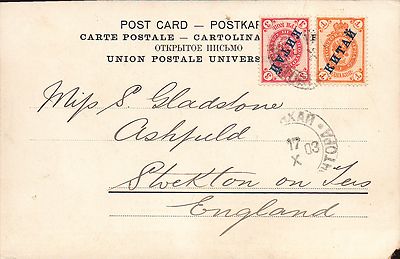 POST CARD — POSTKAR
CARTE POSTALE — CARTOLINA
ОТКРЫТОЕ ПИСЬМО
UNION POSTALE UNIVERS
КИТАЙ
КИТАЙ
Miss S. Gladstone
Ashfield
17
X 03
Stockton on Tees
England